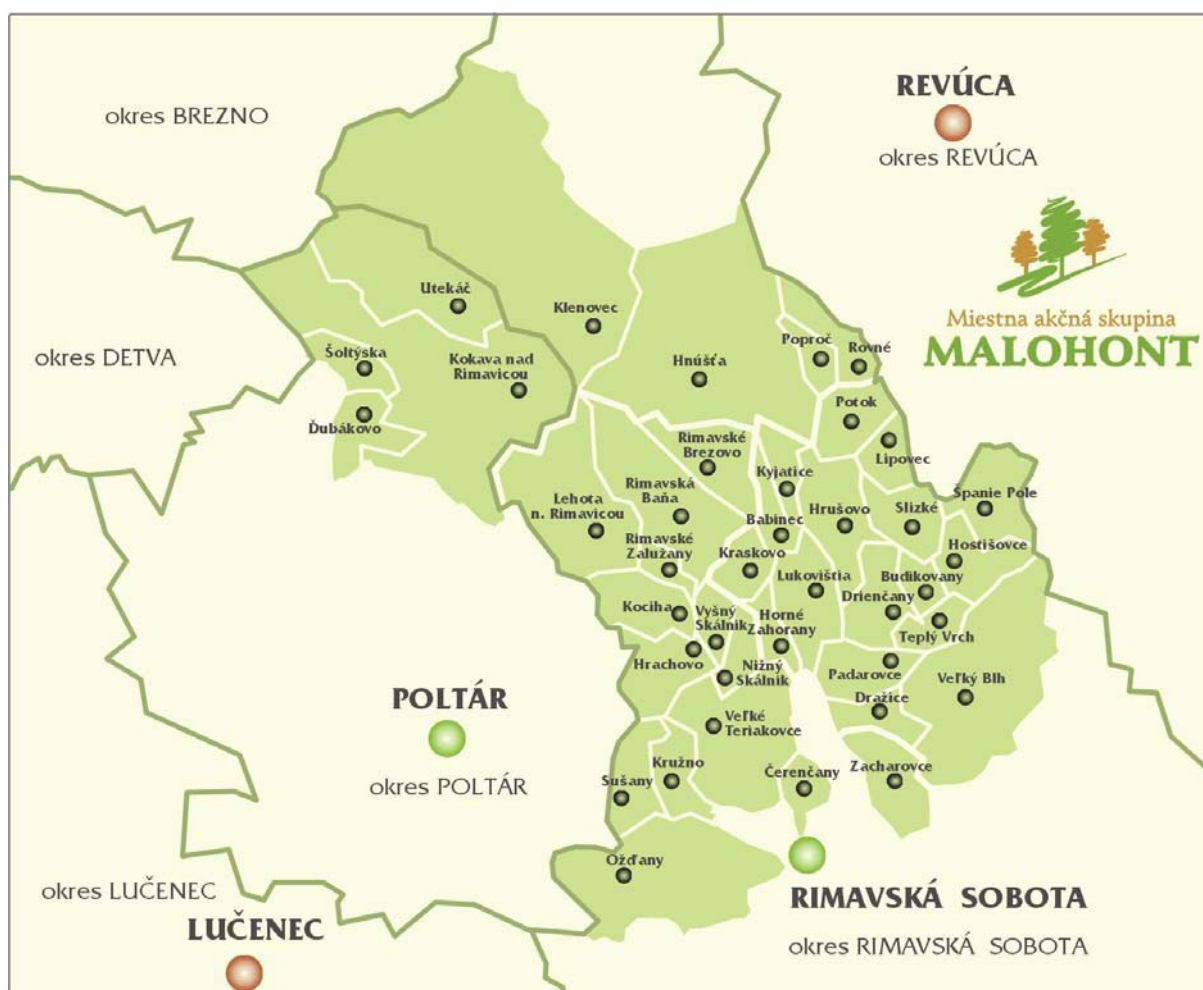 okres BREZNO
REVÚCA
okres REVÚCA
Miestna akčná skupina
MALOHONT
okres DETVA
Utekáč
Klenovec
Šoltýska
Kokava nad
Rimavicou
Ďubákovo
Hnúšťa
Poproč
Rovné
Potok
Lipovec
Rimavské
Brezovo
Kyjatice
Rimavská
Baňa
Lehota
n. Rimavicou
Babinec
Hrušovo
Slizké
Španie Pole
Hostišovce
Rimavské
Zalužany
Kraskovo
Lukovištia
Budikovany
Drienčany
Teplý Vrch
Kociha
Vyšný
Skálnik
Horné
Zahorany
Hrachovo
Nižný
Skálnik
Padarovce
Dražice
Veľký Blh
POLTÁR
okres POLTÁR
Veľké
Teriakovce
Kružno
Sušany
Čerenčany
Zacharovce
Ožďany
okres LUČENEC
LUČENEC
RIMAVSKÁ SOBOTA
okres RIMAVSKÁ SOBOTA